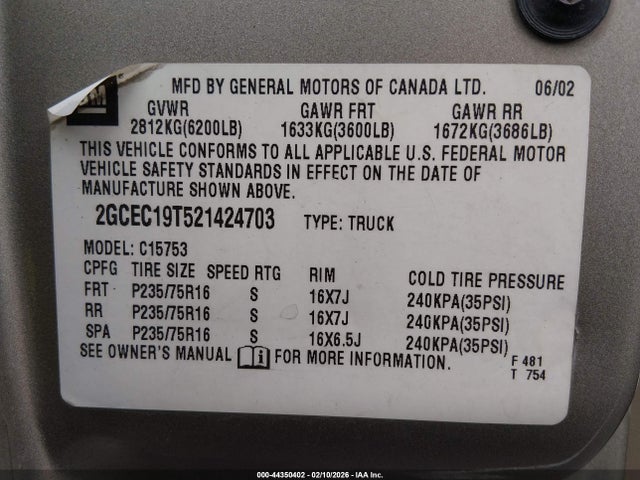 GM
MFD BY GENERAL MOTORS OF CANADA LTD. 06/02
GVWR GAWR FRT GAWR RR
2812KG(6200LB) 1633KG(3600LB) 1672KG(3686LB)
THIS VEHICLE CONFORMS TO ALL APPLICABLE U.S. FEDERAL MOTOR
VEHICLE SAFETY STANDARDS IN EFFECT ON THE DATE OF
MANUFACTURE SHOWN ABOVE.
2GCEC19T521424703 TYPE: TRUCK
MODEL: C15753
CPFG TIRE SIZE SPEED RTG RIM COLD TIRE PRESSURE
FRT P235/75R16 S 16X7J 240KPA(35PSI)
RR P235/75R16 S 16X7J 240KPA(35PSI)
SPA P235/75R16 S 16X6.5J 240KPA(35PSI)
SEE OWNER'S MANUAL FOR MORE INFORMATION.
F 481
T 754
000-44350402 - 02/10/2026 - IAA Inc.